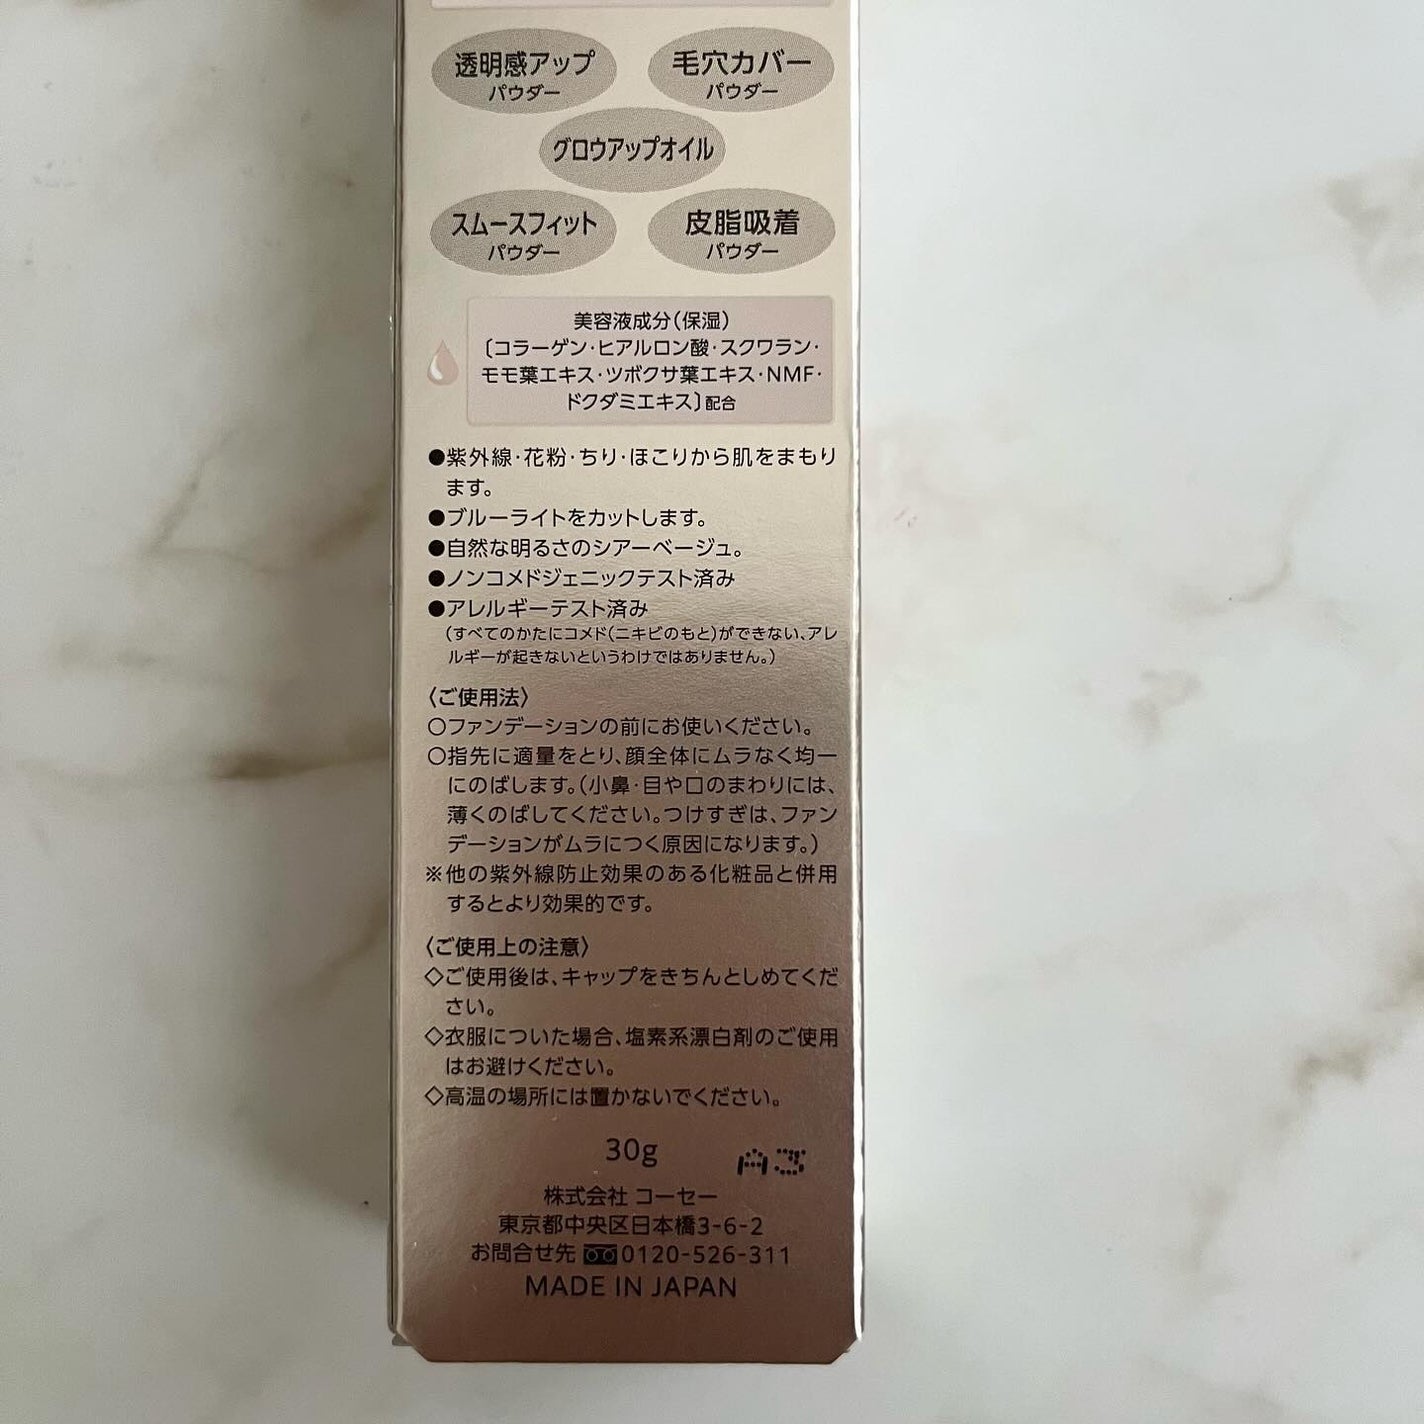 透明感アップ
パウダー
毛穴カバー
パウダー
グロウアップオイル
スムースフィット
パウダー
皮脂吸着
パウダー
美容液成分(保湿)
〔コラーゲン・ヒアルロン酸・スクワラン・
モモ葉エキス・ツボクサ葉エキス・NMF・
ドクダミエキス〕配合
●紫外線・花粉・ちり・ほこりから肌をまもり
ます。
●ブルーライトをカットします。
●自然な明るさのシアーベージュ。
●ノンコメドジェニックテスト済み
●アレルギーテスト済み
(すべてのかたにコメド(ニキビのもと)ができない、アレ
ルギーが起きないというわけではありません。)
〈ご使用法〉
○ファンデーションの前にお使いください。
○指先に適量をとり、顔全体にムラなく均一
にのばします。(小鼻・目や口のまわりには、
薄くのばしてください。つけすぎは、ファン
デーションがムラにつく原因になります。)
※他の紫外線防止効果のある化粧品と併用
するとより効果的です。
〈ご使用上の注意〉
◇ご使用後は、キャップをきちんとしめてくだ
さい。
◇衣服についた場合、塩素系漂白剤のご使用
はお避けください。
◇高温の場所には置かないでください。
30g
A3
株式会社 コーセー
東京都中央区日本橋3-6-2
お問合せ先 0120-526-311
MADE IN JAPAN